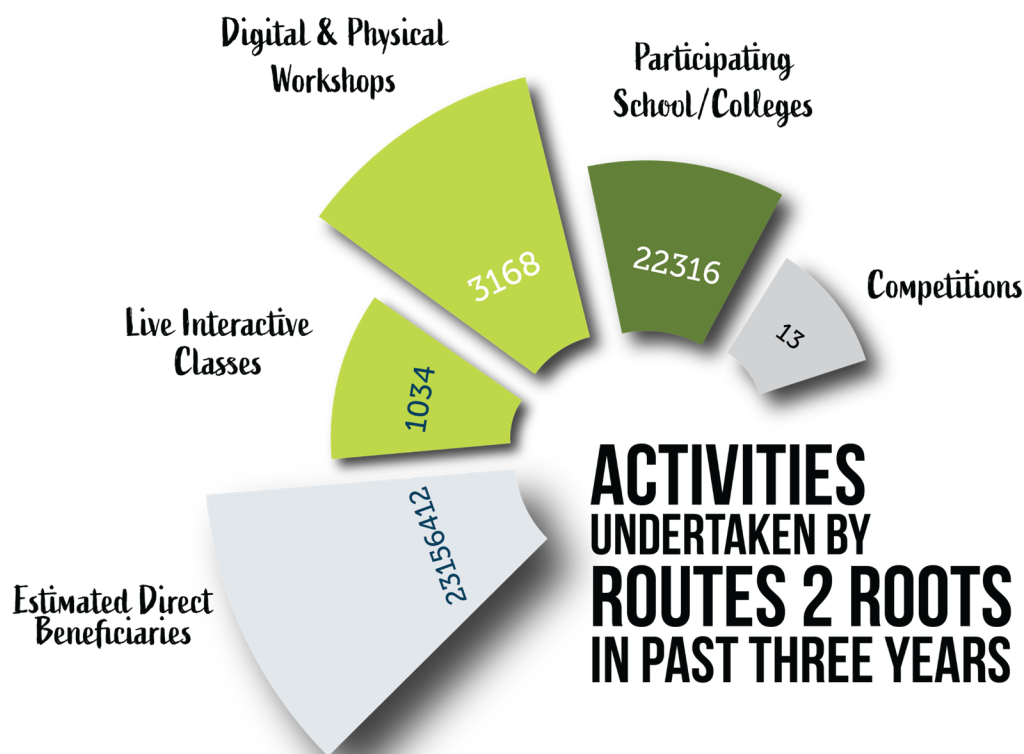 Digital & Physical
Workshops
Participating
School/Colleges
3168
22316
Competitions
13
Live Interactive
Classes
1034
23156412
Estimated Direct
Beneficiaries
ACTIVITIES
UNDERTAKEN BY
ROUTES 2 ROOTS
IN PAST THREE YEARS